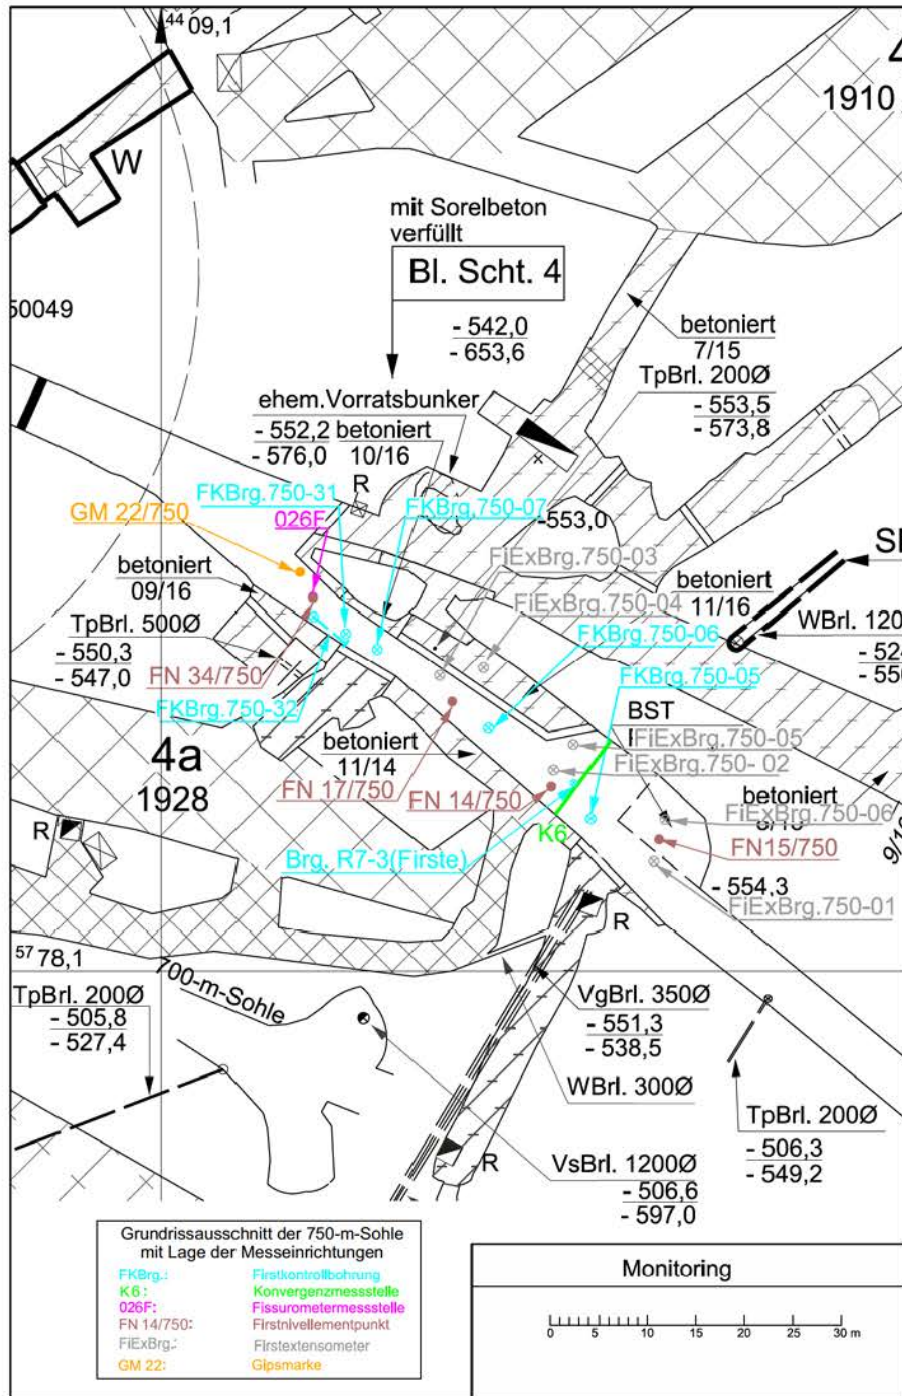 44 09,1
1910
W
mit Sorelbeton
verfüllt
Bl. Scht. 4
50049
- 542,0
- 653,6
betoniert
7/15
TpBrl. 200Ø
- 553,5
- 573,8
ehem.Vorratsbunker
- 552,2
- 576,0
betoniert
10/16
R
FKBrg.750-31
026F
GM 22/750
FKBrg.750-07
-553,0
FiExBrg.750-03
betoniert
09/16
FiExBrg.750-04
betoniert
11/16
WBrl. 120
TpBrl. 500Ø
- 550,3
- 547,0
FN 34/750
FKBrg.750-06
FKBrg.750-05
FKBrg.750-32
BST
FiExBrg.750-05
4a
1928
betoniert
11/14
FiExBrg.750- 02
FN 17/750
FN 14/750
betoniert
FiExBrg.750-06
R
K6
Brg. R7-3(Firste)
FN15/750
- 554,3
FiExBrg.750-01
R
57 78,1
700-m-Sohle
TpBrl. 200Ø
- 505,8
- 527,4
VgBrl. 350Ø
- 551,3
- 538,5
WBrl. 300Ø
TpBrl. 200Ø
- 506,3
- 549,2
R
VsBrl. 1200Ø
- 506,6
- 597,0
Grundrissausschnitt der 750-m-Sohle
mit Lage der Messeinrichtungen
FKBrg.: Firstkontrollbohrung
K6: Konvergenzmessstelle
026F: Fissurometermessstelle
FN 14/750: Firstnivellementpunkt
FiExBrg.: Firstextensometer
GM 22: Gipsmarke
Monitoring
0 5 10 15 20 25 30 m